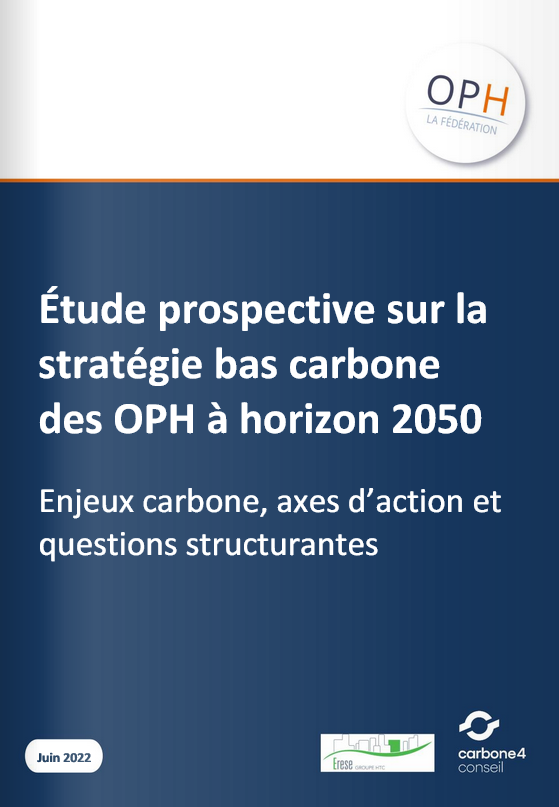 OPH
LA FÉDÉRATION
Étude prospective sur la
stratégie bas carbone
des OPH à horizon 2050
Enjeux carbone, axes d’action et
questions structurantes
Juin 2022
Erese GROUPE HTC
carbone4
conseil